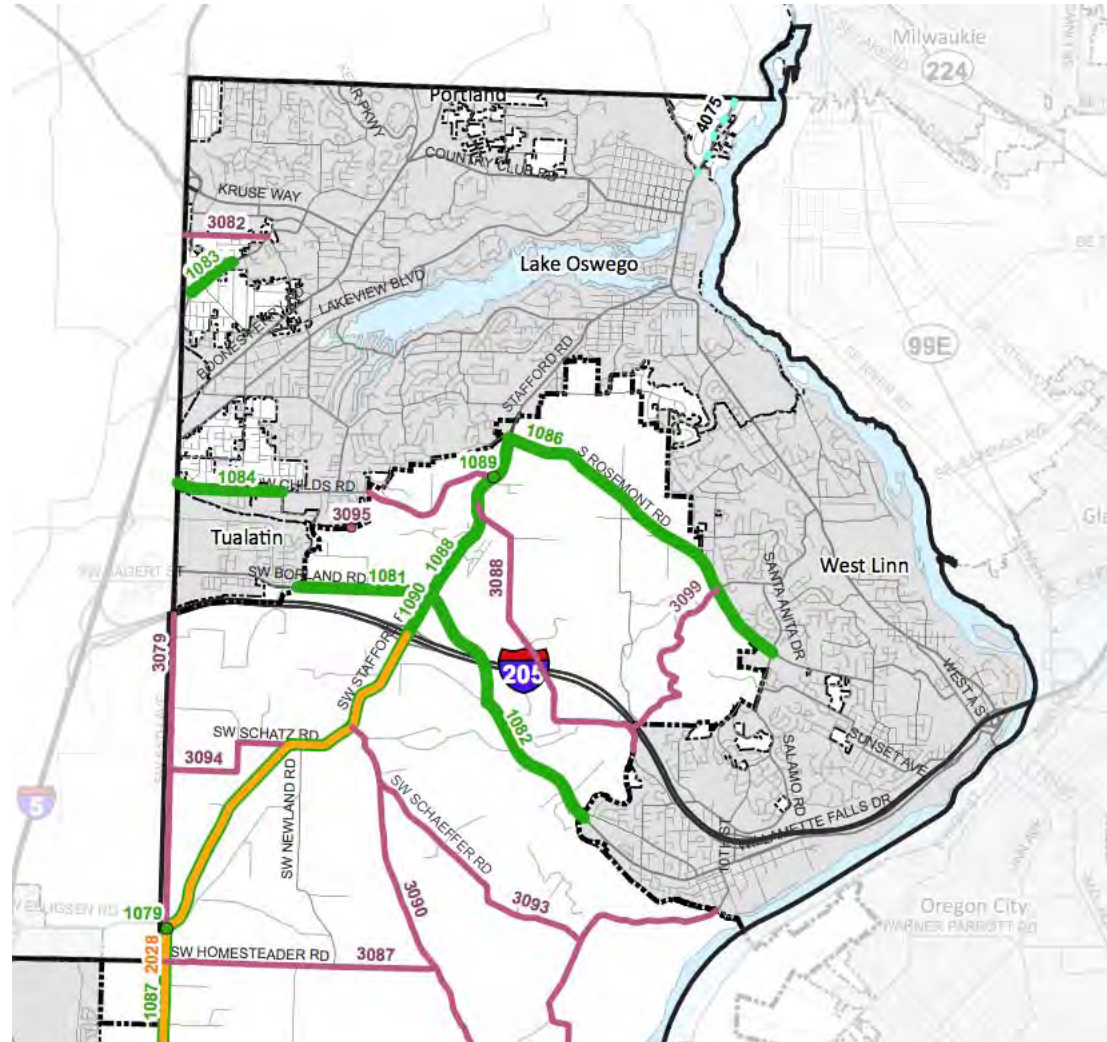 Milwaukie
224
KERR PKWY
Portland
4075
COUNTRY CLUB RD
KRUSE WAY
3082
1083
Lake Oswego
LAKEVIEW BLVD
STAFFORD RD
99E
1086
S ROSEMONT RD
1089
1084
W CHILDS RD
3095
Tualatin
1088
SW SAGERT ST
SW BORLAND RD
1081
1090
3088
3099
SANTA ANITA DR
West Linn
3079
205
SW STAFFORD R
WEST A ST
1082
SW SCHATZ RD
3094
SUNSET AVE
SALAMO RD
5
SW NEWLAND RD
SW SCHAEFFER RD
WILLAMETTE FALLS DR
10TH ST
3090
3093
Oregon City
WARNER PARROTT RD
1079
2028
SW HOMESTEADER RD
3087
1087